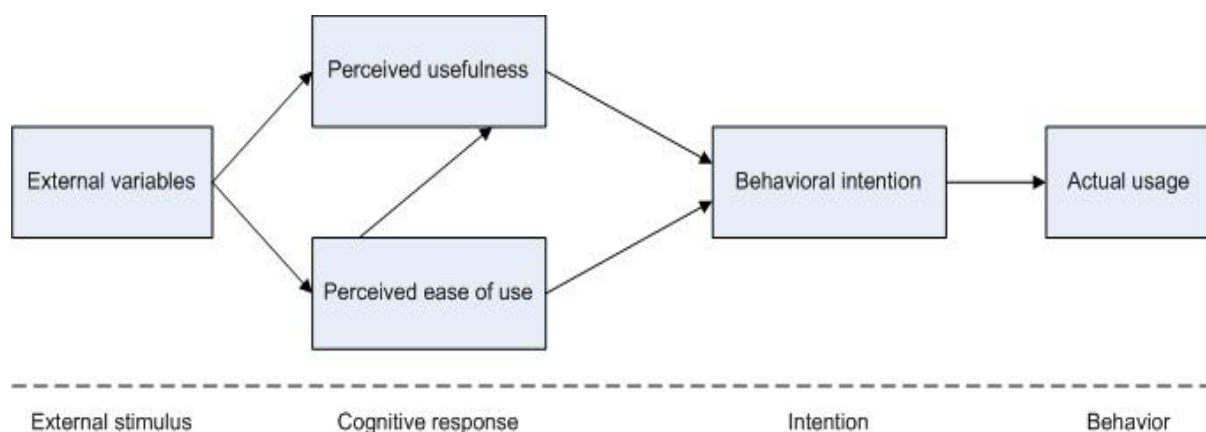 Perceived usefulness
External variables
Behavioral intention
Actual usage
Perceived ease of use
External stimulus
Cognitive response
Intention
Behavior